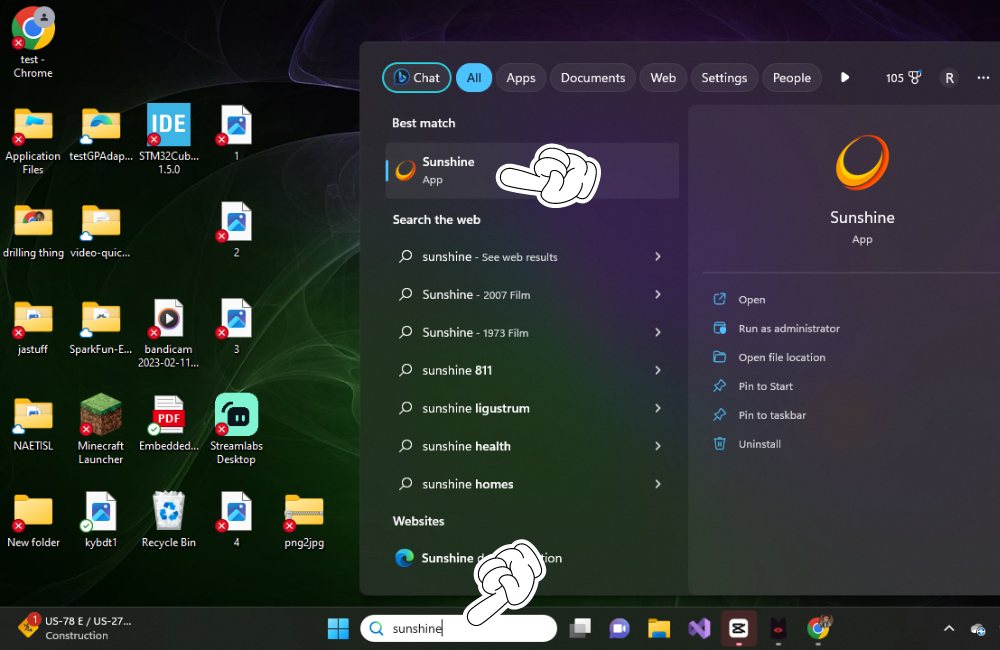 test -
Chrome
Application
Files
testGPAdap...
IDE
STM32Cub...
1.5.0
1
drilling thing
video-quic...
2
jastuff
SparkFun-E...
bandicam
2023-02-11...
3
NAETISL
Minecraft
Launcher
PDF
Embedded...
Streamlabs
Desktop
New folder
kybdt1
Recycle Bin
4
png2jpg
Chat
All
Apps
Documents
Web
Settings
People
105
R
Best match
Sunshine
App
Search the web
sunshine - See web results
Sunshine - 2007 Film
Sunshine - 1973 Film
sunshine 811
sunshine ligustrum
sunshine health
sunshine homes
Websites
Sunshine
Sunshine
App
Open
Run as administrator
Open file location
Pin to Start
Pin to taskbar
Uninstall
1
US-78 E / US-27...
Construction
sunshine